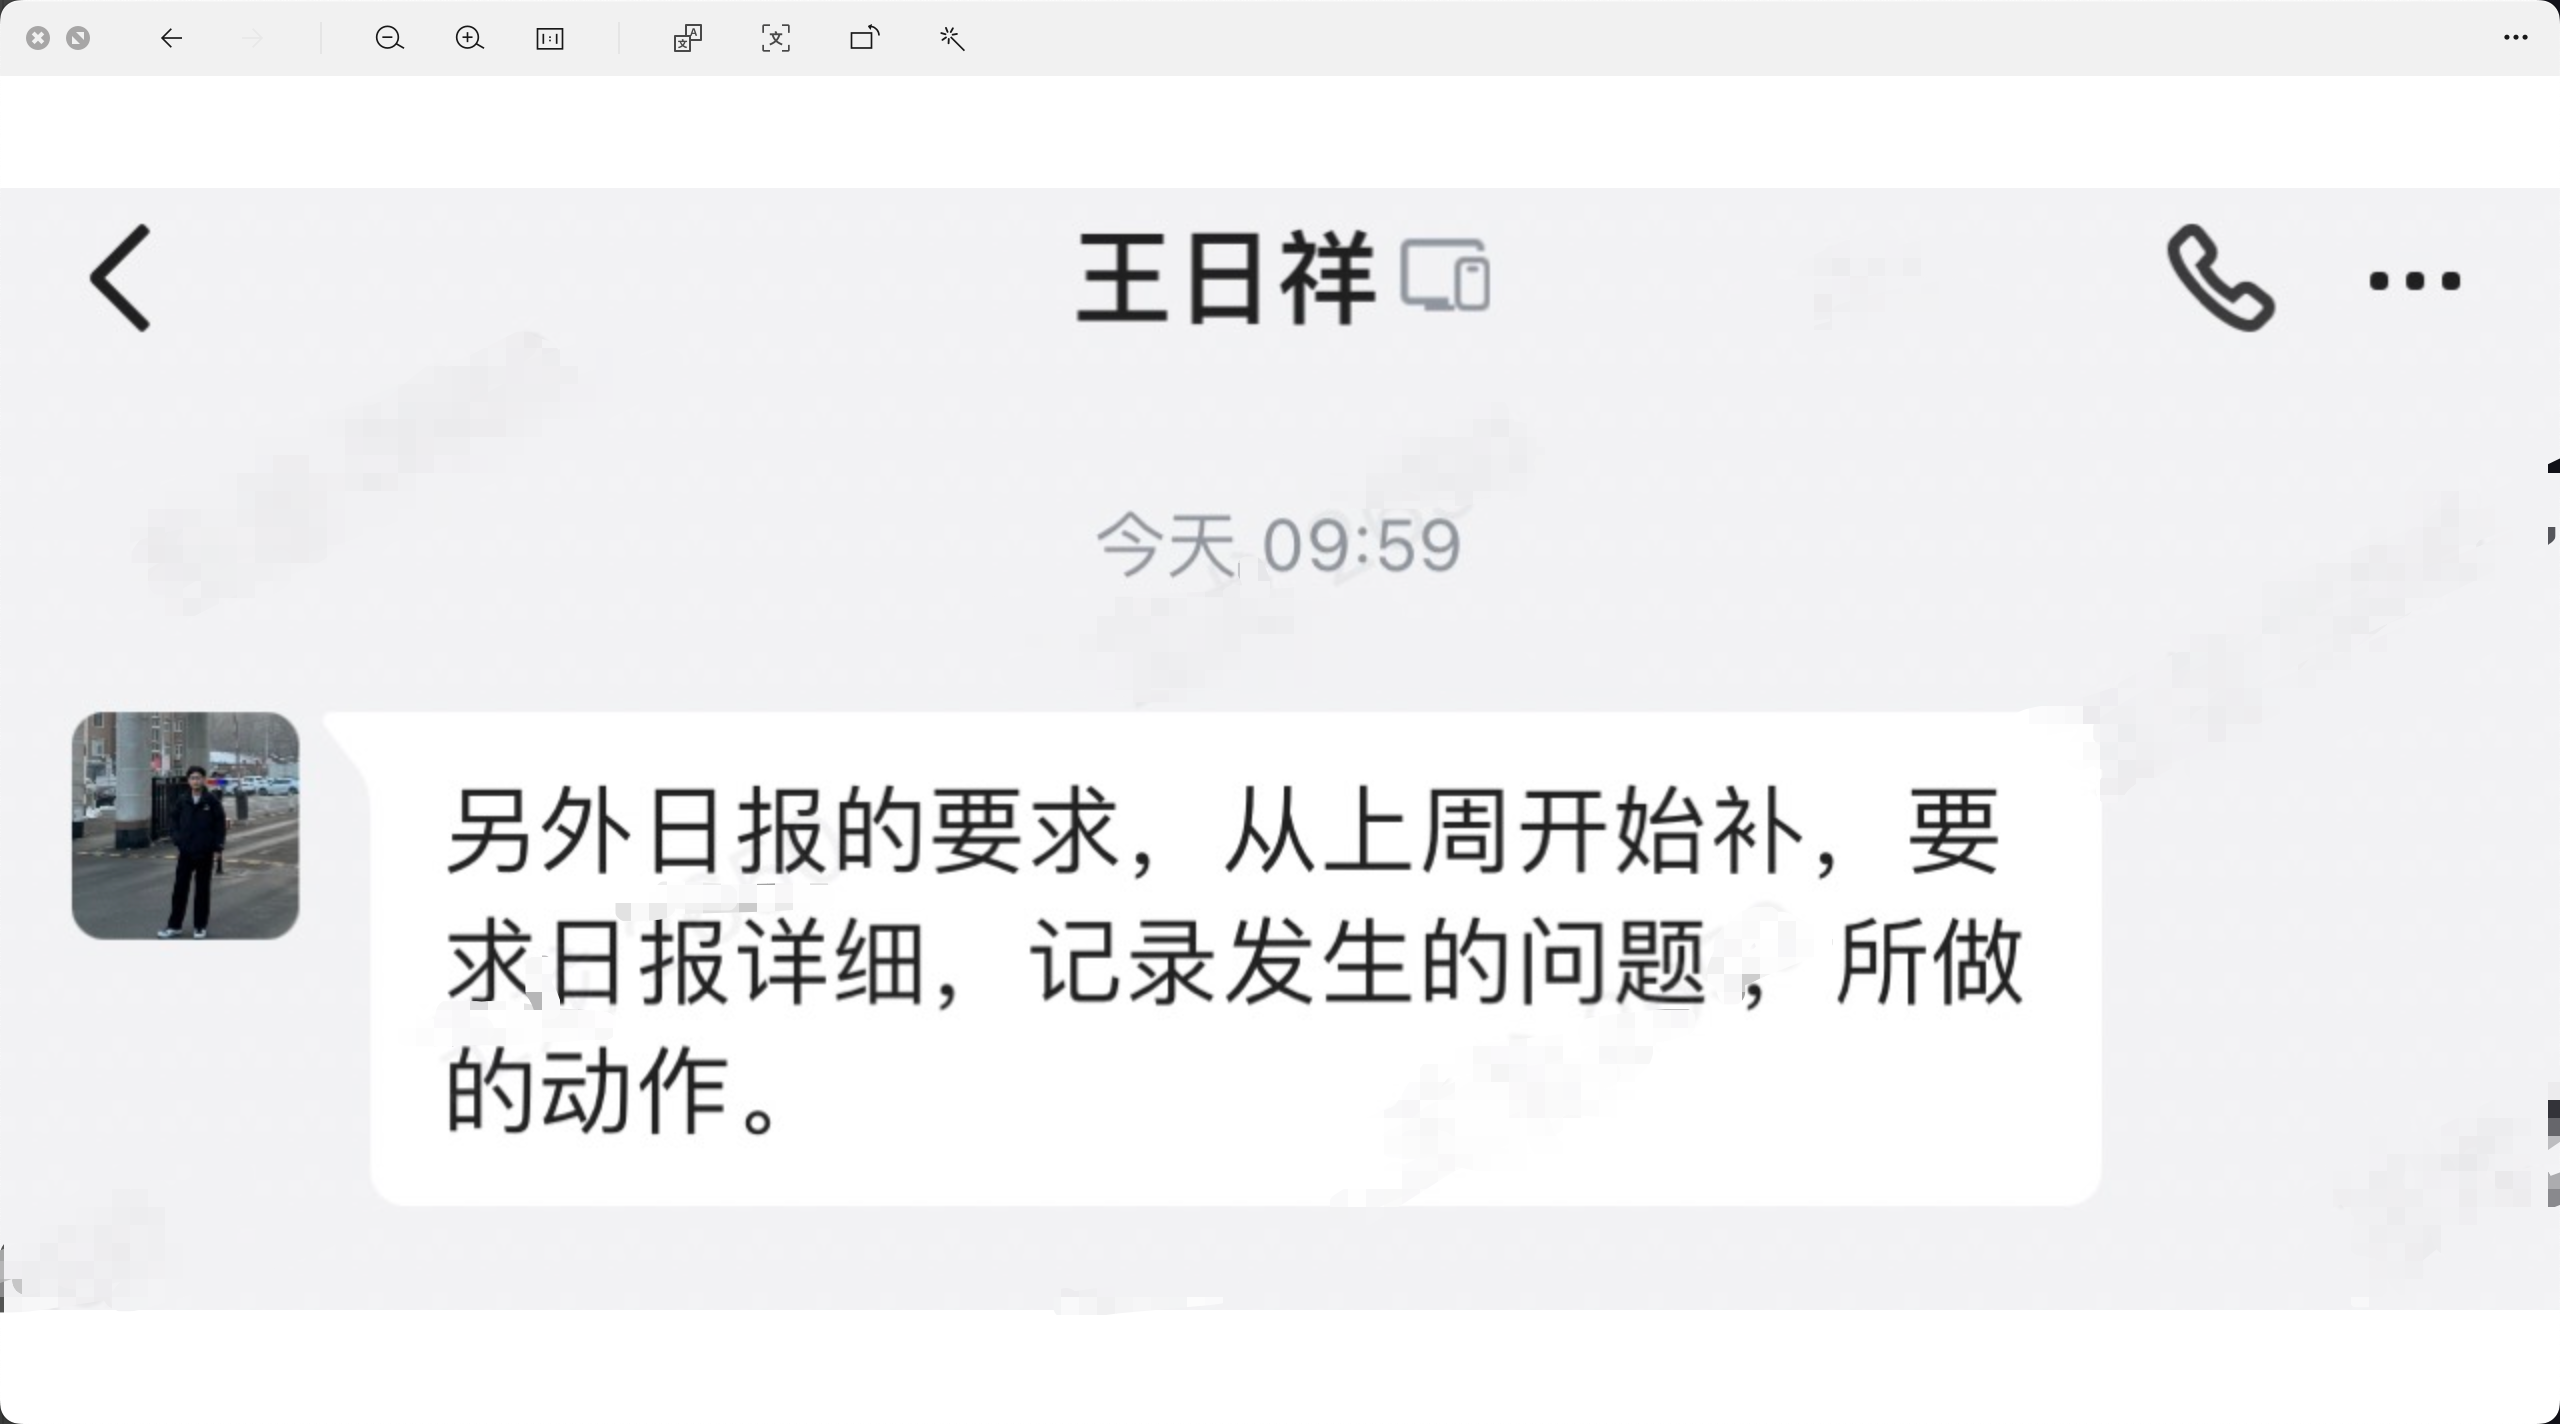 王日祥
今天 09:59
另外日报的要求，从上周开始补，要
求日报详细，记录发生的问题，所做
的动作。